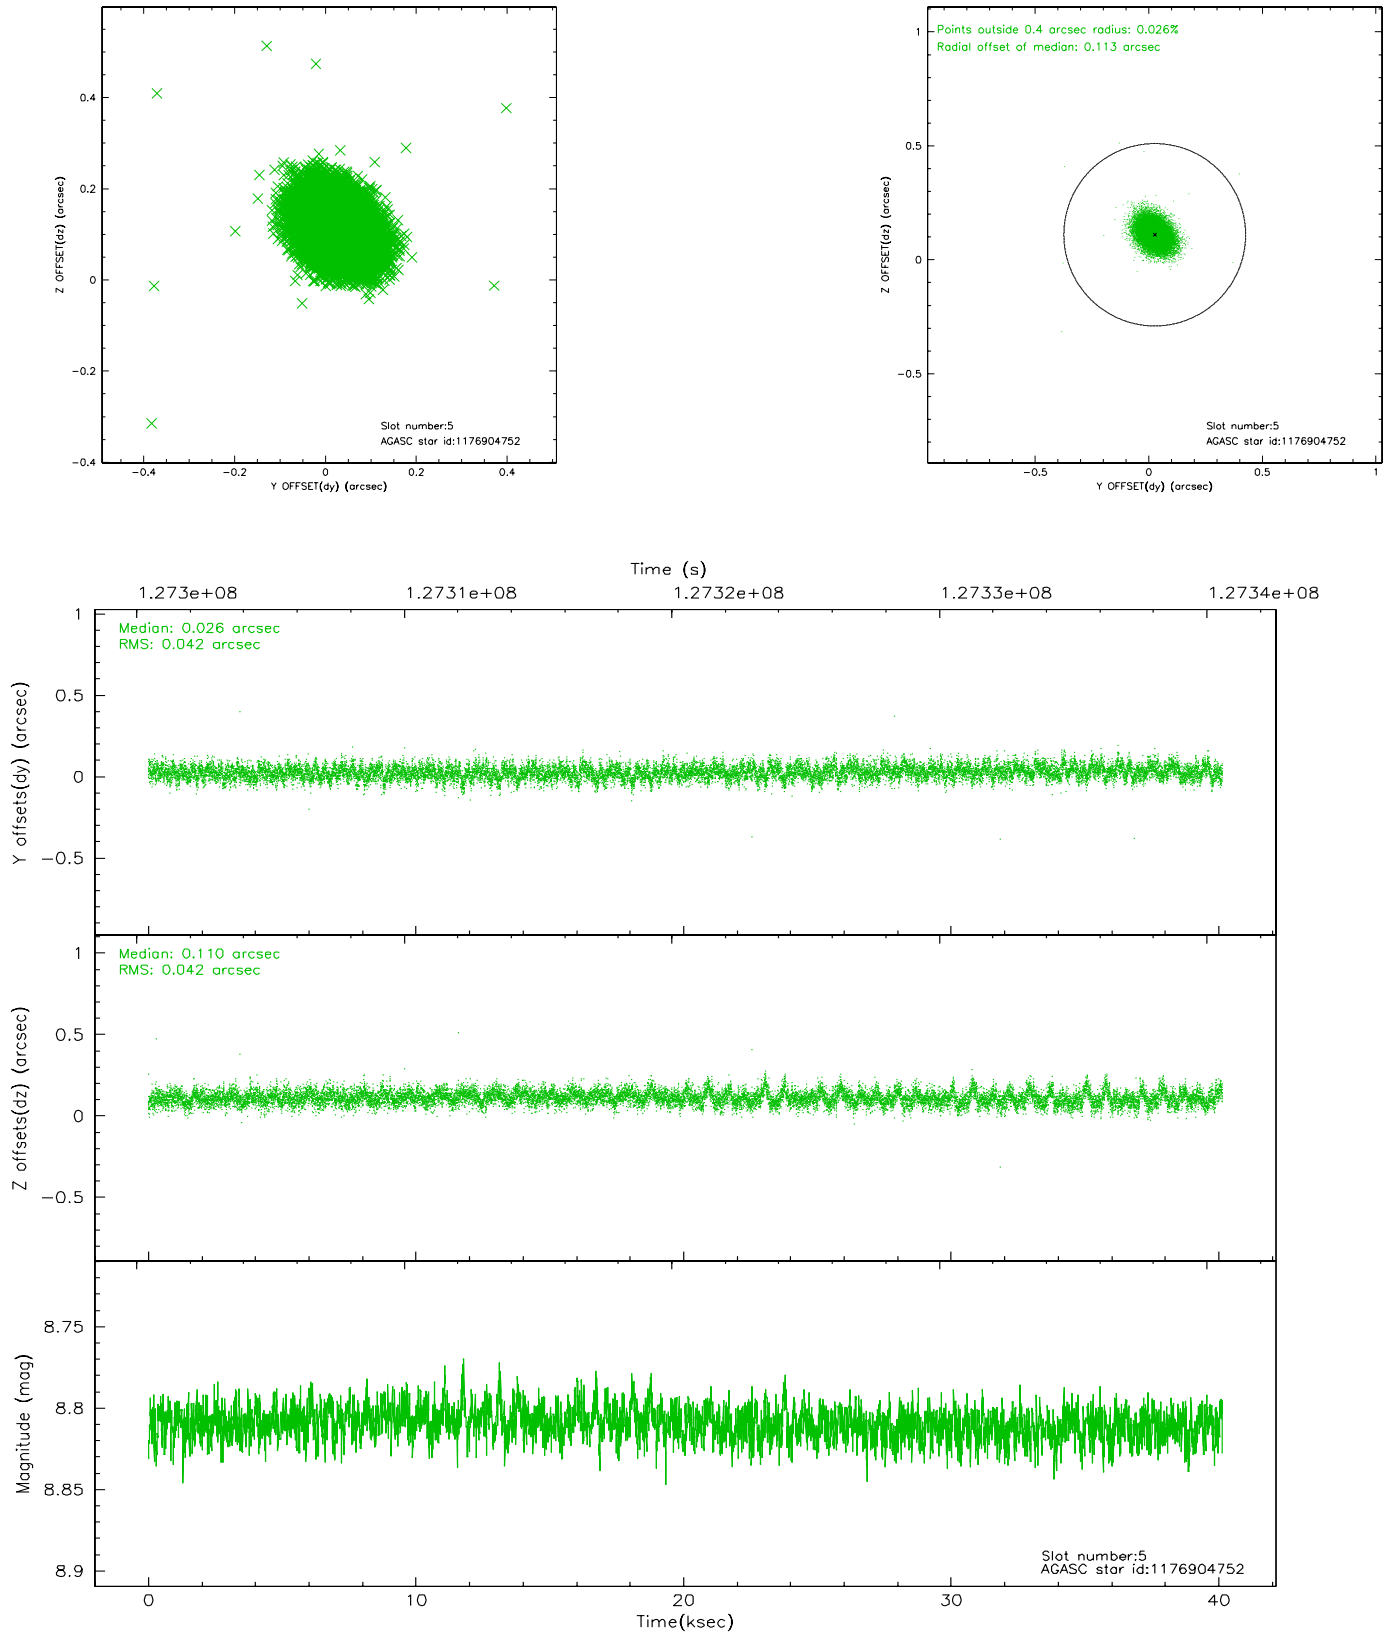 0.4
0.2
0
−0.2
−0.4
Z OFFSET(dz) (arcsec)
−0.4
−0.2
0
0.2
0.4
Y OFFSET(dy) (arcsec)
Slot number:5
AGASC star id:1176904752
Points outside 0.4 arcsec radius: 0.026%
Radial offset of median: 0.113 arcsec
1
0.5
0
−0.5
Z OFFSET(dz) (arcsec)
−0.5
0
0.5
1
Y OFFSET(dy) (arcsec)
Slot number:5
AGASC star id:1176904752
Time (s)
1.273e+08
1.2731e+08
1.2732e+08
1.2733e+08
1.2734e+08
Median: 0.026 arcsec
RMS: 0.042 arcsec
1
0.5
0
−0.5
Y offsets(dy) (arcsec)
Median: 0.110 arcsec
RMS: 0.042 arcsec
1
0.5
0
−0.5
Z offsets(dz) (arcsec)
8.75
8.8
8.85
8.9
Magnitude (mag)
Slot number:5
AGASC star id:1176904752
0
10
20
30
40
Time(ksec)